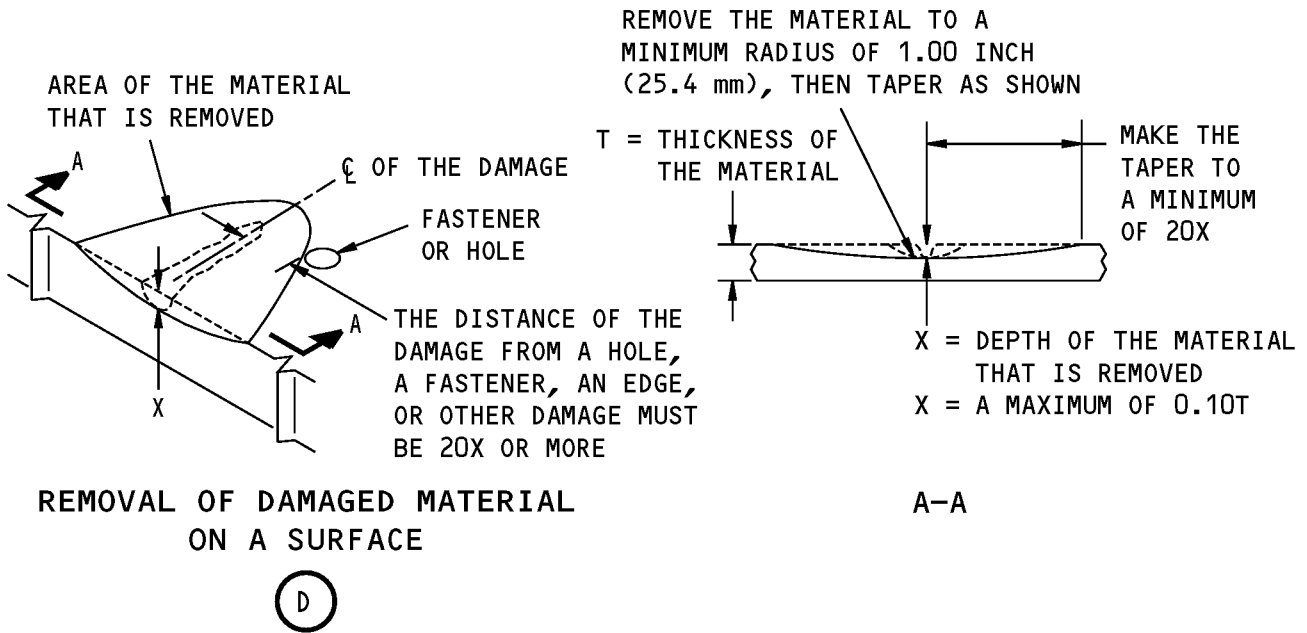 REMOVE THE MATERIAL TO A
MINIMUM RADIUS OF 1.00 INCH
(25.4 mm), THEN TAPER AS SHOWN
AREA OF THE MATERIAL
THAT IS REMOVED
T = THICKNESS OF
THE MATERIAL
MAKE THE
TAPER TO
A MINIMUM
OF 20X
A
℄ OF THE DAMAGE
FASTENER
OR HOLE
A
THE DISTANCE OF THE
DAMAGE FROM A HOLE,
A FASTENER, AN EDGE,
OR OTHER DAMAGE MUST
BE 20X OR MORE
X
X = DEPTH OF THE MATERIAL
THAT IS REMOVED
X = A MAXIMUM OF 0.10T
REMOVAL OF DAMAGED MATERIAL
ON A SURFACE
A-A
D